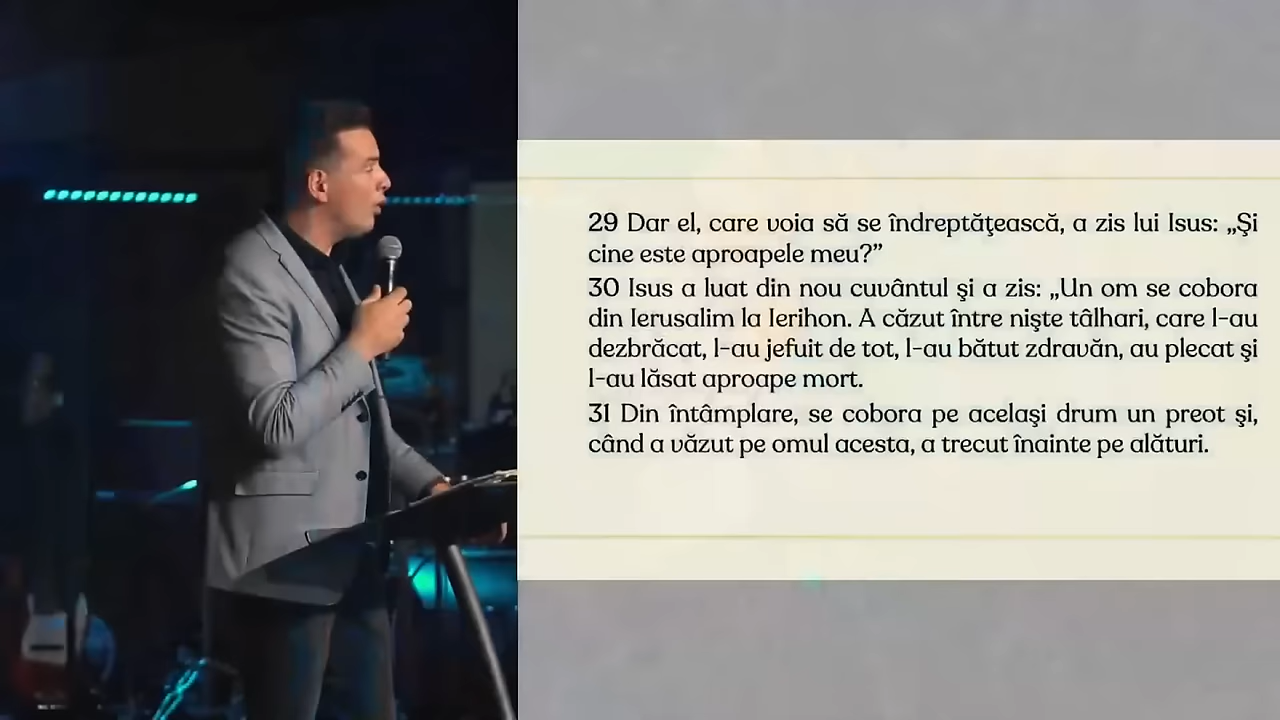 29 Dar el, care voia să se îndreptăţească, a zis lui Isus: „Şi
cine este aproapele meu?”
30 Isus a luat din nou cuvântul şi a zis: „Un om se cobora
din Ierusalim la Ierihon. A căzut între nişte tâlhari, care l-au
dezbrăcat, l-au jefuit de tot, l-au bătut zdravăn, au plecat şi
l-au lăsat aproape mort.
31 Din întâmplare, se cobora pe acelaşi drum un preot şi,
când a văzut pe omul acesta, a trecut înainte pe alături.